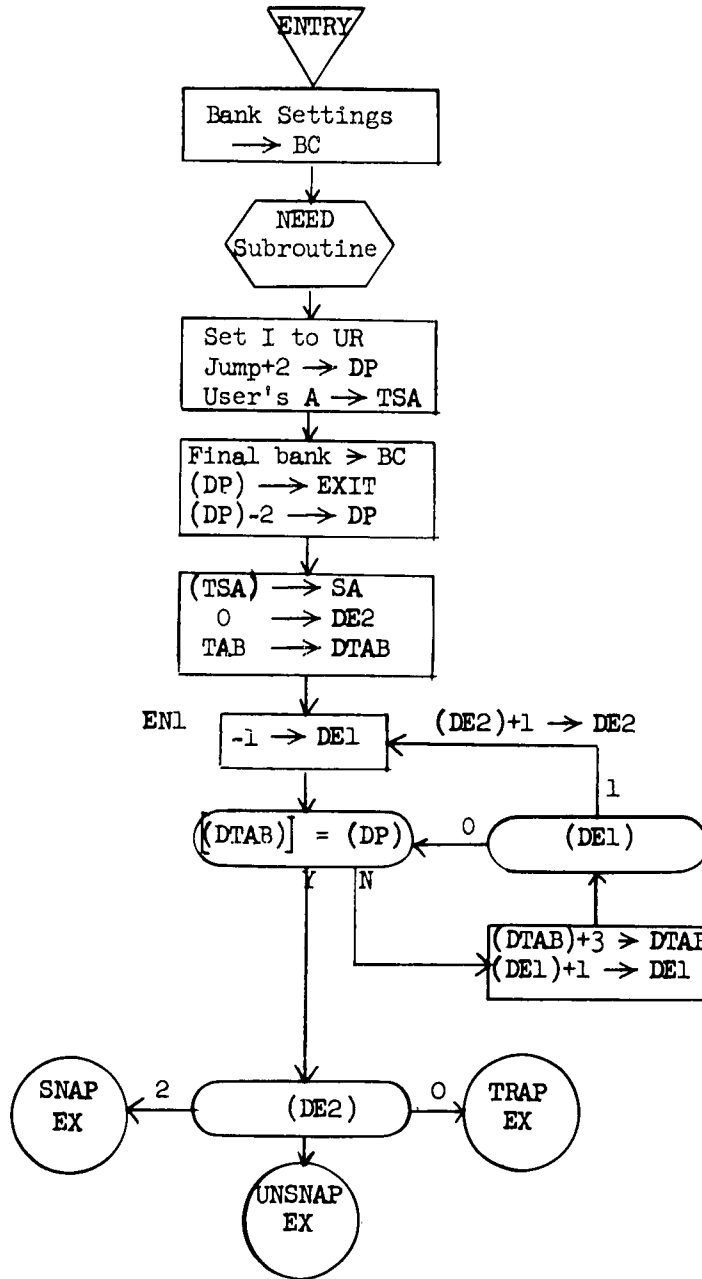 ENTRY
Bank Settings
→ BC
NEED
Subroutine
Set I to UR
Jump+2 → DP
User's A → TSA
Final bank > BC
(DP) → EXIT
(DP)-2 → DP
(TSA) → SA
0 → DE2
TAB → DTAB
EN1
-1 → DE1
(DE2)+1 → DE2
1
[(DTAB)] = (DP)
0
(DE1)
Y
N
(DTAB)+3 > DTAB
(DE1)+1 → DE1
SNAP
EX
2
(DE2)
0
TRAP
EX
UNSNAP
EX